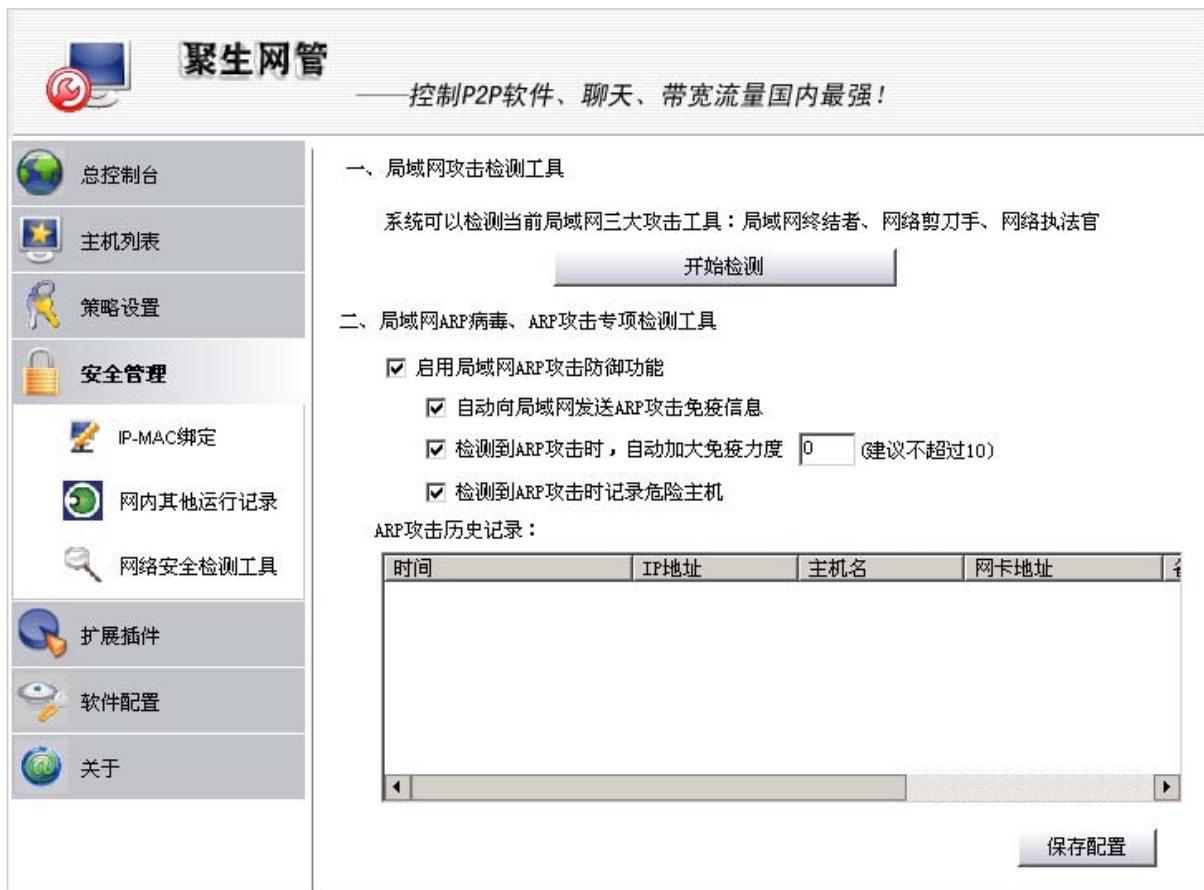 聚生网管
——控制P2P软件、聊天、带宽流量国内最强！
总控制台
主机列表
策略设置
安全管理
IP-MAC绑定
网内其他运行记录
网络安全检测工具
扩展插件
软件配置
关于
一、局域网攻击检测工具
系统可以检测当前局域网三大攻击工具：局域网终结者、网络剪刀手、网络执法官
开始检测
二、局域网ARP病毒、ARP攻击专项检测工具
启用局域网ARP攻击防御功能
自动向局域网发送ARP攻击免疫信息
检测到ARP攻击时，自动加大免疫力度 0 (建议不超过10)
检测到ARP攻击时记录危险主机
ARP攻击历史记录：
时间 IP地址 主机名 网卡地址
保存配置